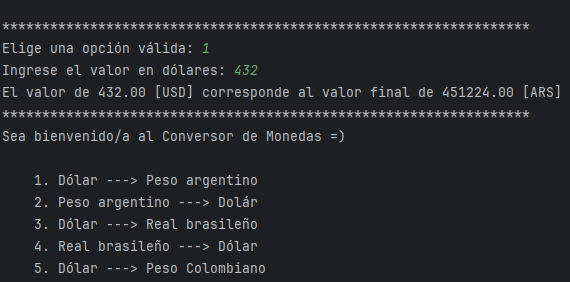 ******************************************************************
Elige una opción válida: 1
Ingrese el valor en dólares: 432
El valor de 432.00 [USD] corresponde al valor final de 451224.00 [ARS]
******************************************************************
Sea bienvenido/a al Conversor de Monedas =)
1. Dólar ---> Peso argentino
2. Peso argentino ---> Dolár
3. Dólar ---> Real brasileño
4. Real brasileño ---> Dólar
5. Dólar ---> Peso Colombiano